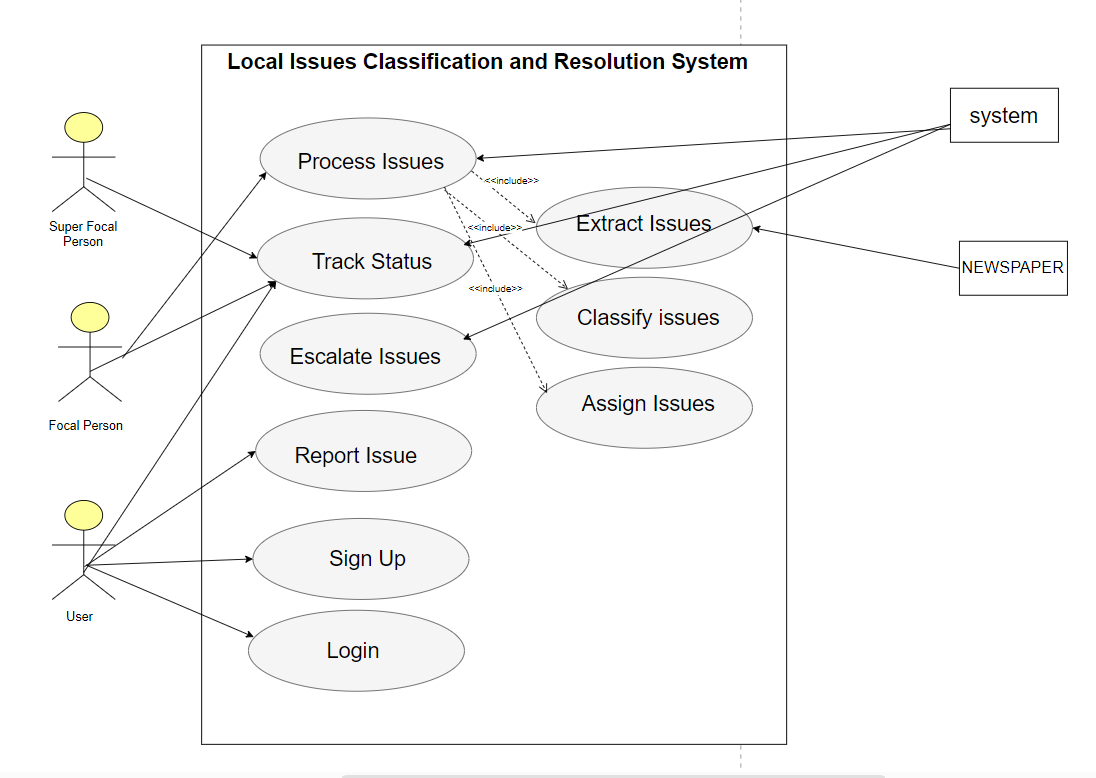 Local Issues Classification and Resolution System
system
Process Issues
<<include>>
Super Focal
Person
Extract Issues
<<include>>
Track Status
NEWSPAPER
<<include>>
Classify issues
Escalate Issues
Assign Issues
Focal Person
Report Issue
Sign Up
User
Login